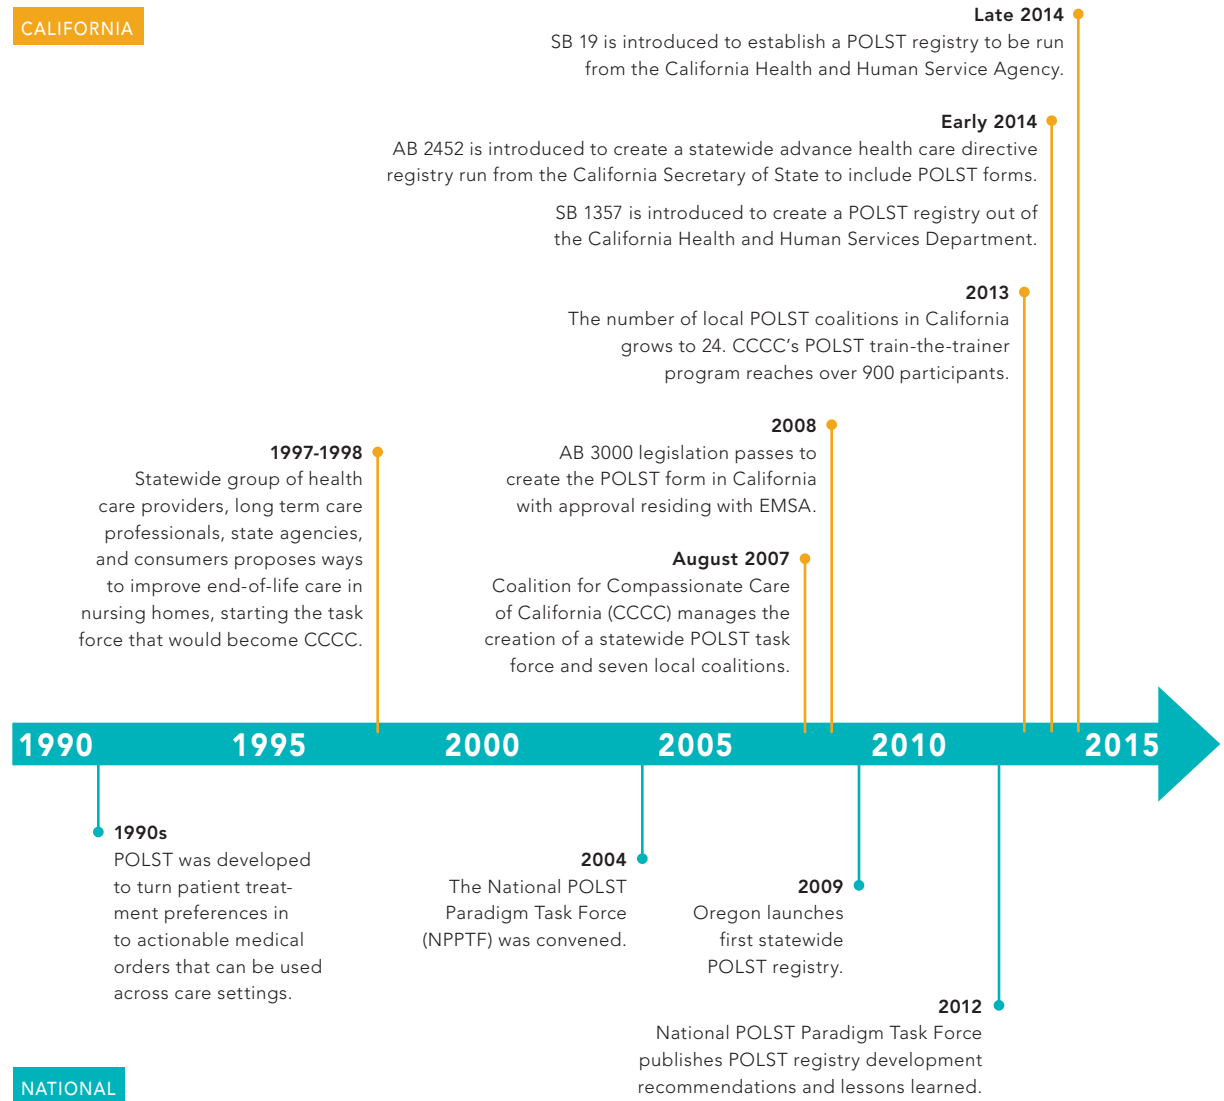 CALIFORNIA
Late 2014
SB 19 is introduced to establish a POLST registry to be run
from the California Health and Human Service Agency.
Early 2014
AB 2452 is introduced to create a statewide advance health care directive
registry run from the California Secretary of State to include POLST forms.
SB 1357 is introduced to create a POLST registry out of
the California Health and Human Services Department.
2013
The number of local POLST coalitions in California
grows to 24. CCCC’s POLST train-the-trainer
program reaches over 900 participants.
2008
AB 3000 legislation passes to
create the POLST form in California
with approval residing with EMSA.
1997-1998
Statewide group of health
care providers, long term care
professionals, state agencies,
and consumers proposes ways
to improve end-of-life care in
nursing homes, starting the task
force that would become CCCC.
August 2007
Coalition for Compassionate Care
of California (CCCC) manages the
creation of a statewide POLST task
force and seven local coalitions.
1990 1995 2000 2005 2010 2015
1990s
POLST was developed
to turn patient treat-
ment preferences in
to actionable medical
orders that can be used
across care settings.
2004
The National POLST
Paradigm Task Force
(NPPTF) was convened.
2009
Oregon launches
first statewide
POLST registry.
2012
National POLST Paradigm Task Force
publishes POLST registry development
recommendations and lessons learned.
NATIONAL